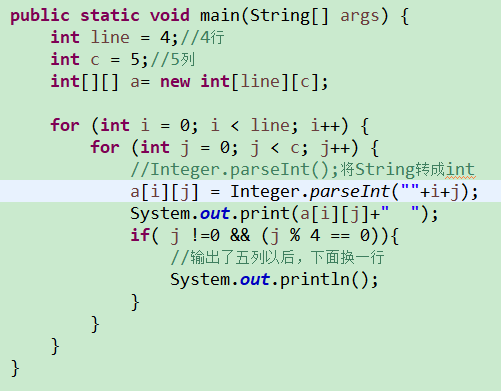 public static void main(String[] args) {
    int line = 4;//4行
    int c = 5;//5列
    int[][] a= new int[line][c];

    for (int i = 0; i < line; i++) {
        for (int j = 0; j < c; j++) {
            //Integer.parseInt();将String转成int
            a[i][j] = Integer.parseInt(""+i+j);
            System.out.print(a[i][j]+"  ");
            if( j !=0 && (j % 4 == 0)){
                //输出了五列以后，下面换一行
                System.out.println();
            }
        }
    }
}